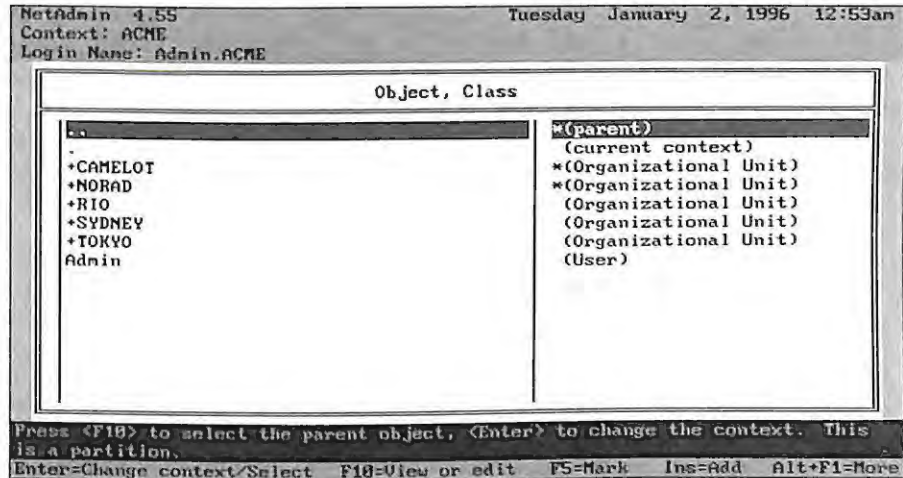 NetAdmin 4.55 Tuesday January 2, 1996 12:53am
Context: ACME
Login Name: Admin.ACME
Object, Class
.. *(parent)
. (current context)
+CAMELOT *(Organizational Unit)
+NORAD *(Organizational Unit)
+RIO (Organizational Unit)
+SYDNEY (Organizational Unit)
+TOKYO (Organizational Unit)
Admin (User)
Press <F10> to select the parent object, <Enter> to change the context. This
is a partition.
Enter=Change context/Select F10=View or edit F5=Mark Ins=Add Alt+F1=More